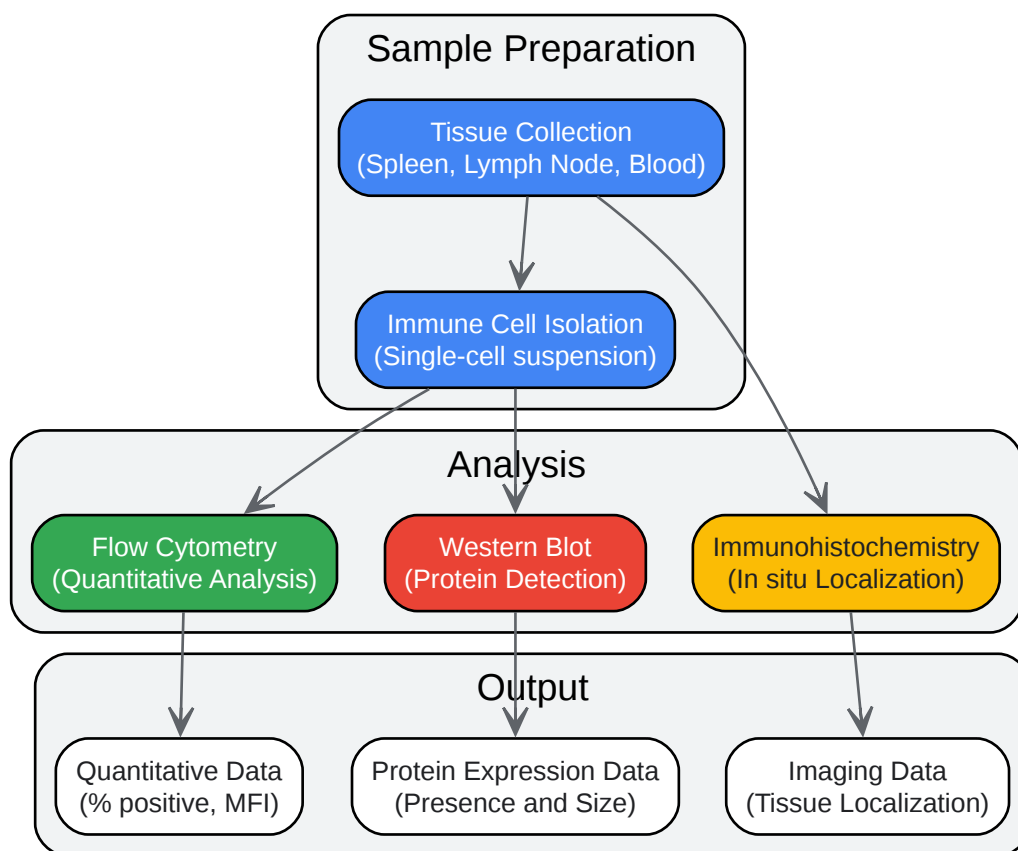 Sample Preparation
Tissue Collection
(Spleen, Lymph Node, Blood)
Immune Cell Isolation
(Single-cell suspension)
Analysis
Flow Cytometry
(Quantitative Analysis)
Western Blot
(Protein Detection)
Immunohistochemistry
(In situ Localization)
Output
Quantitative Data
(% positive, MFI)
Protein Expression Data
(Presence and Size)
Imaging Data
(Tissue Localization)